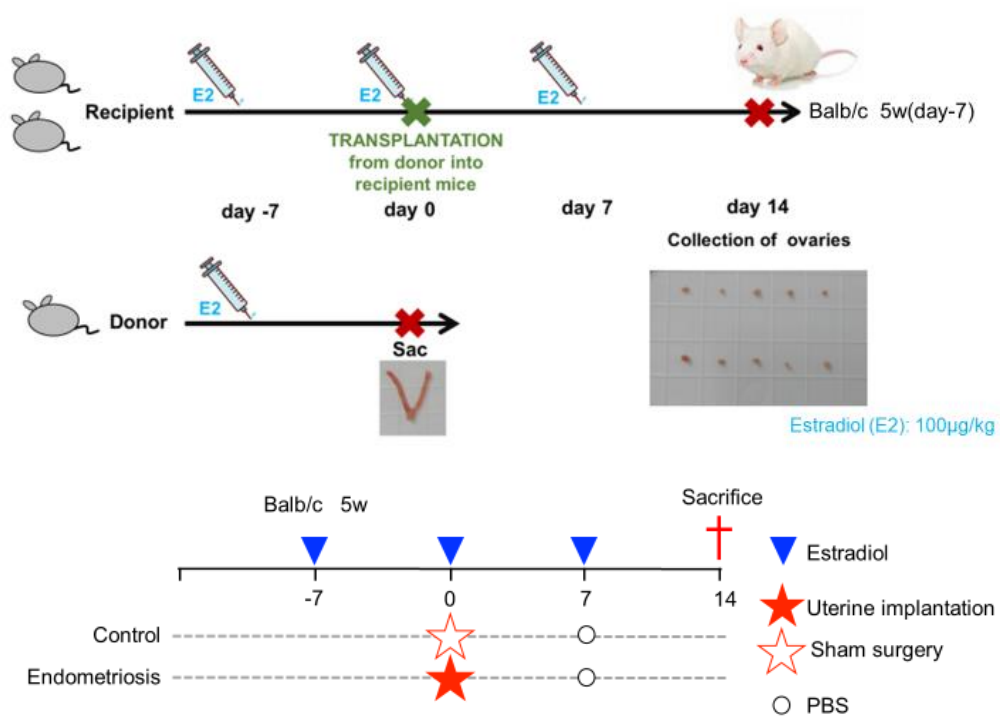 E2
E2
E2
Recipient
Balb/c 5w(day-7)
TRANSPLANTATION
from donor into
recipient mice
day -7
day 0
day 7
day 14
Collection of ovaries
E2
Donor
Sac
Estradiol (E2): 100µg/kg
Balb/c 5w
Sacrifice
Estradiol
-7
0
7
14
Uterine implantation
Control
Sham surgery
Endometriosis
PBS